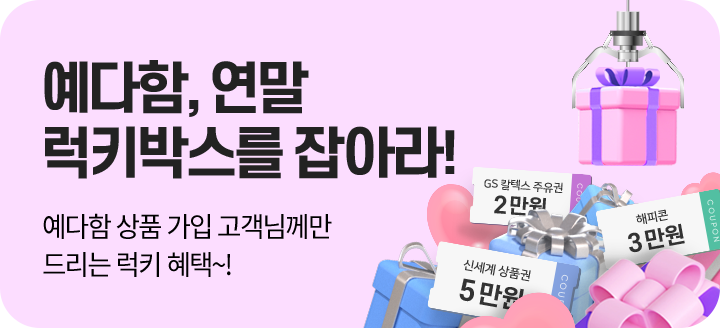 예다함, 연말
럭키박스를 잡아라!
예다함 상품 가입 고객님께만
드리는 럭키 혜택~!
GS 칼텍스 주유권
2만원
해피콘
3만원
COUPON
신세계 상품권
5만원